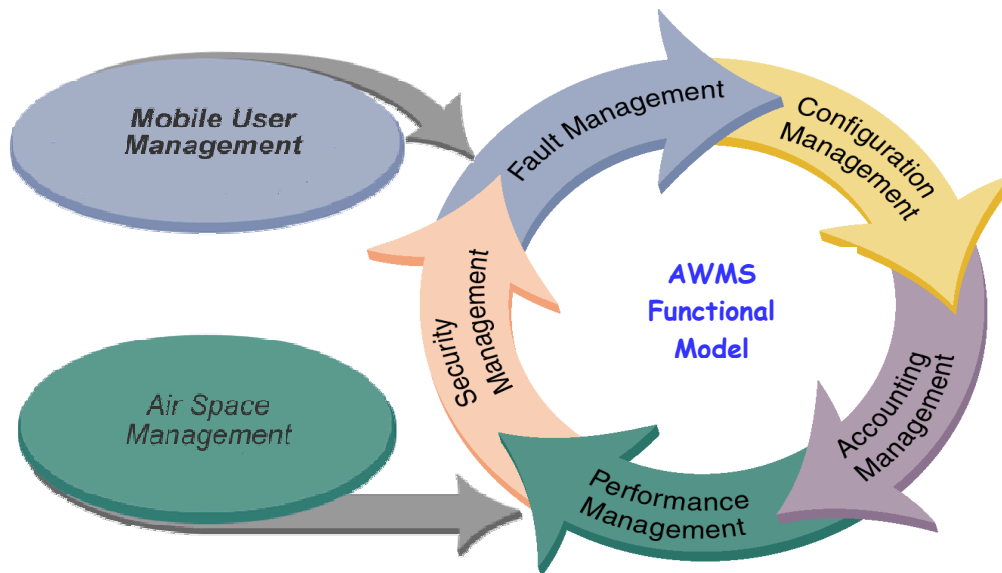 Mobile User
Management
Fault Management
Configuration
Management
Security
Management
AWMS
Functional
Model
Air Space
Management
Accounting
Management
Performance
Management